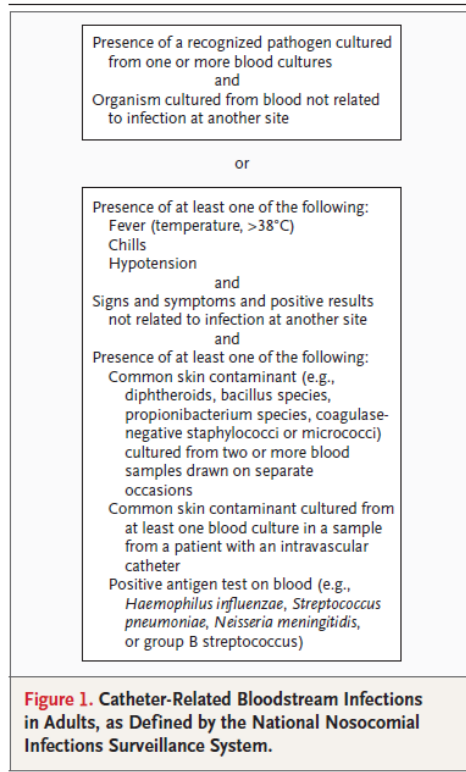 Presence of a recognized pathogen cultured
from one or more blood cultures
and
Organism cultured from blood not related
to infection at another site
or
Presence of at least one of the following:
Fever (temperature, >38°C)
Chills
Hypotension
and
Signs and symptoms and positive results
not related to infection at another site
and
Presence of at least one of the following:
Common skin contaminant (e.g.,
diphtheroids, bacillus species,
propionibacterium species, coagulase-
negative staphylococci or micrococci)
cultured from two or more blood
samples drawn on separate
occasions
Common skin contaminant cultured from
at least one blood culture in a sample
from a patient with an intravascular
catheter
Positive antigen test on blood (e.g.,
Haemophilus influenzae, Streptococcus
pneumoniae, Neisseria meningitidis,
or group B streptococcus)
Figure 1. Catheter-Related Bloodstream Infections
in Adults, as Defined by the National Nosocomial
Infections Surveillance System.